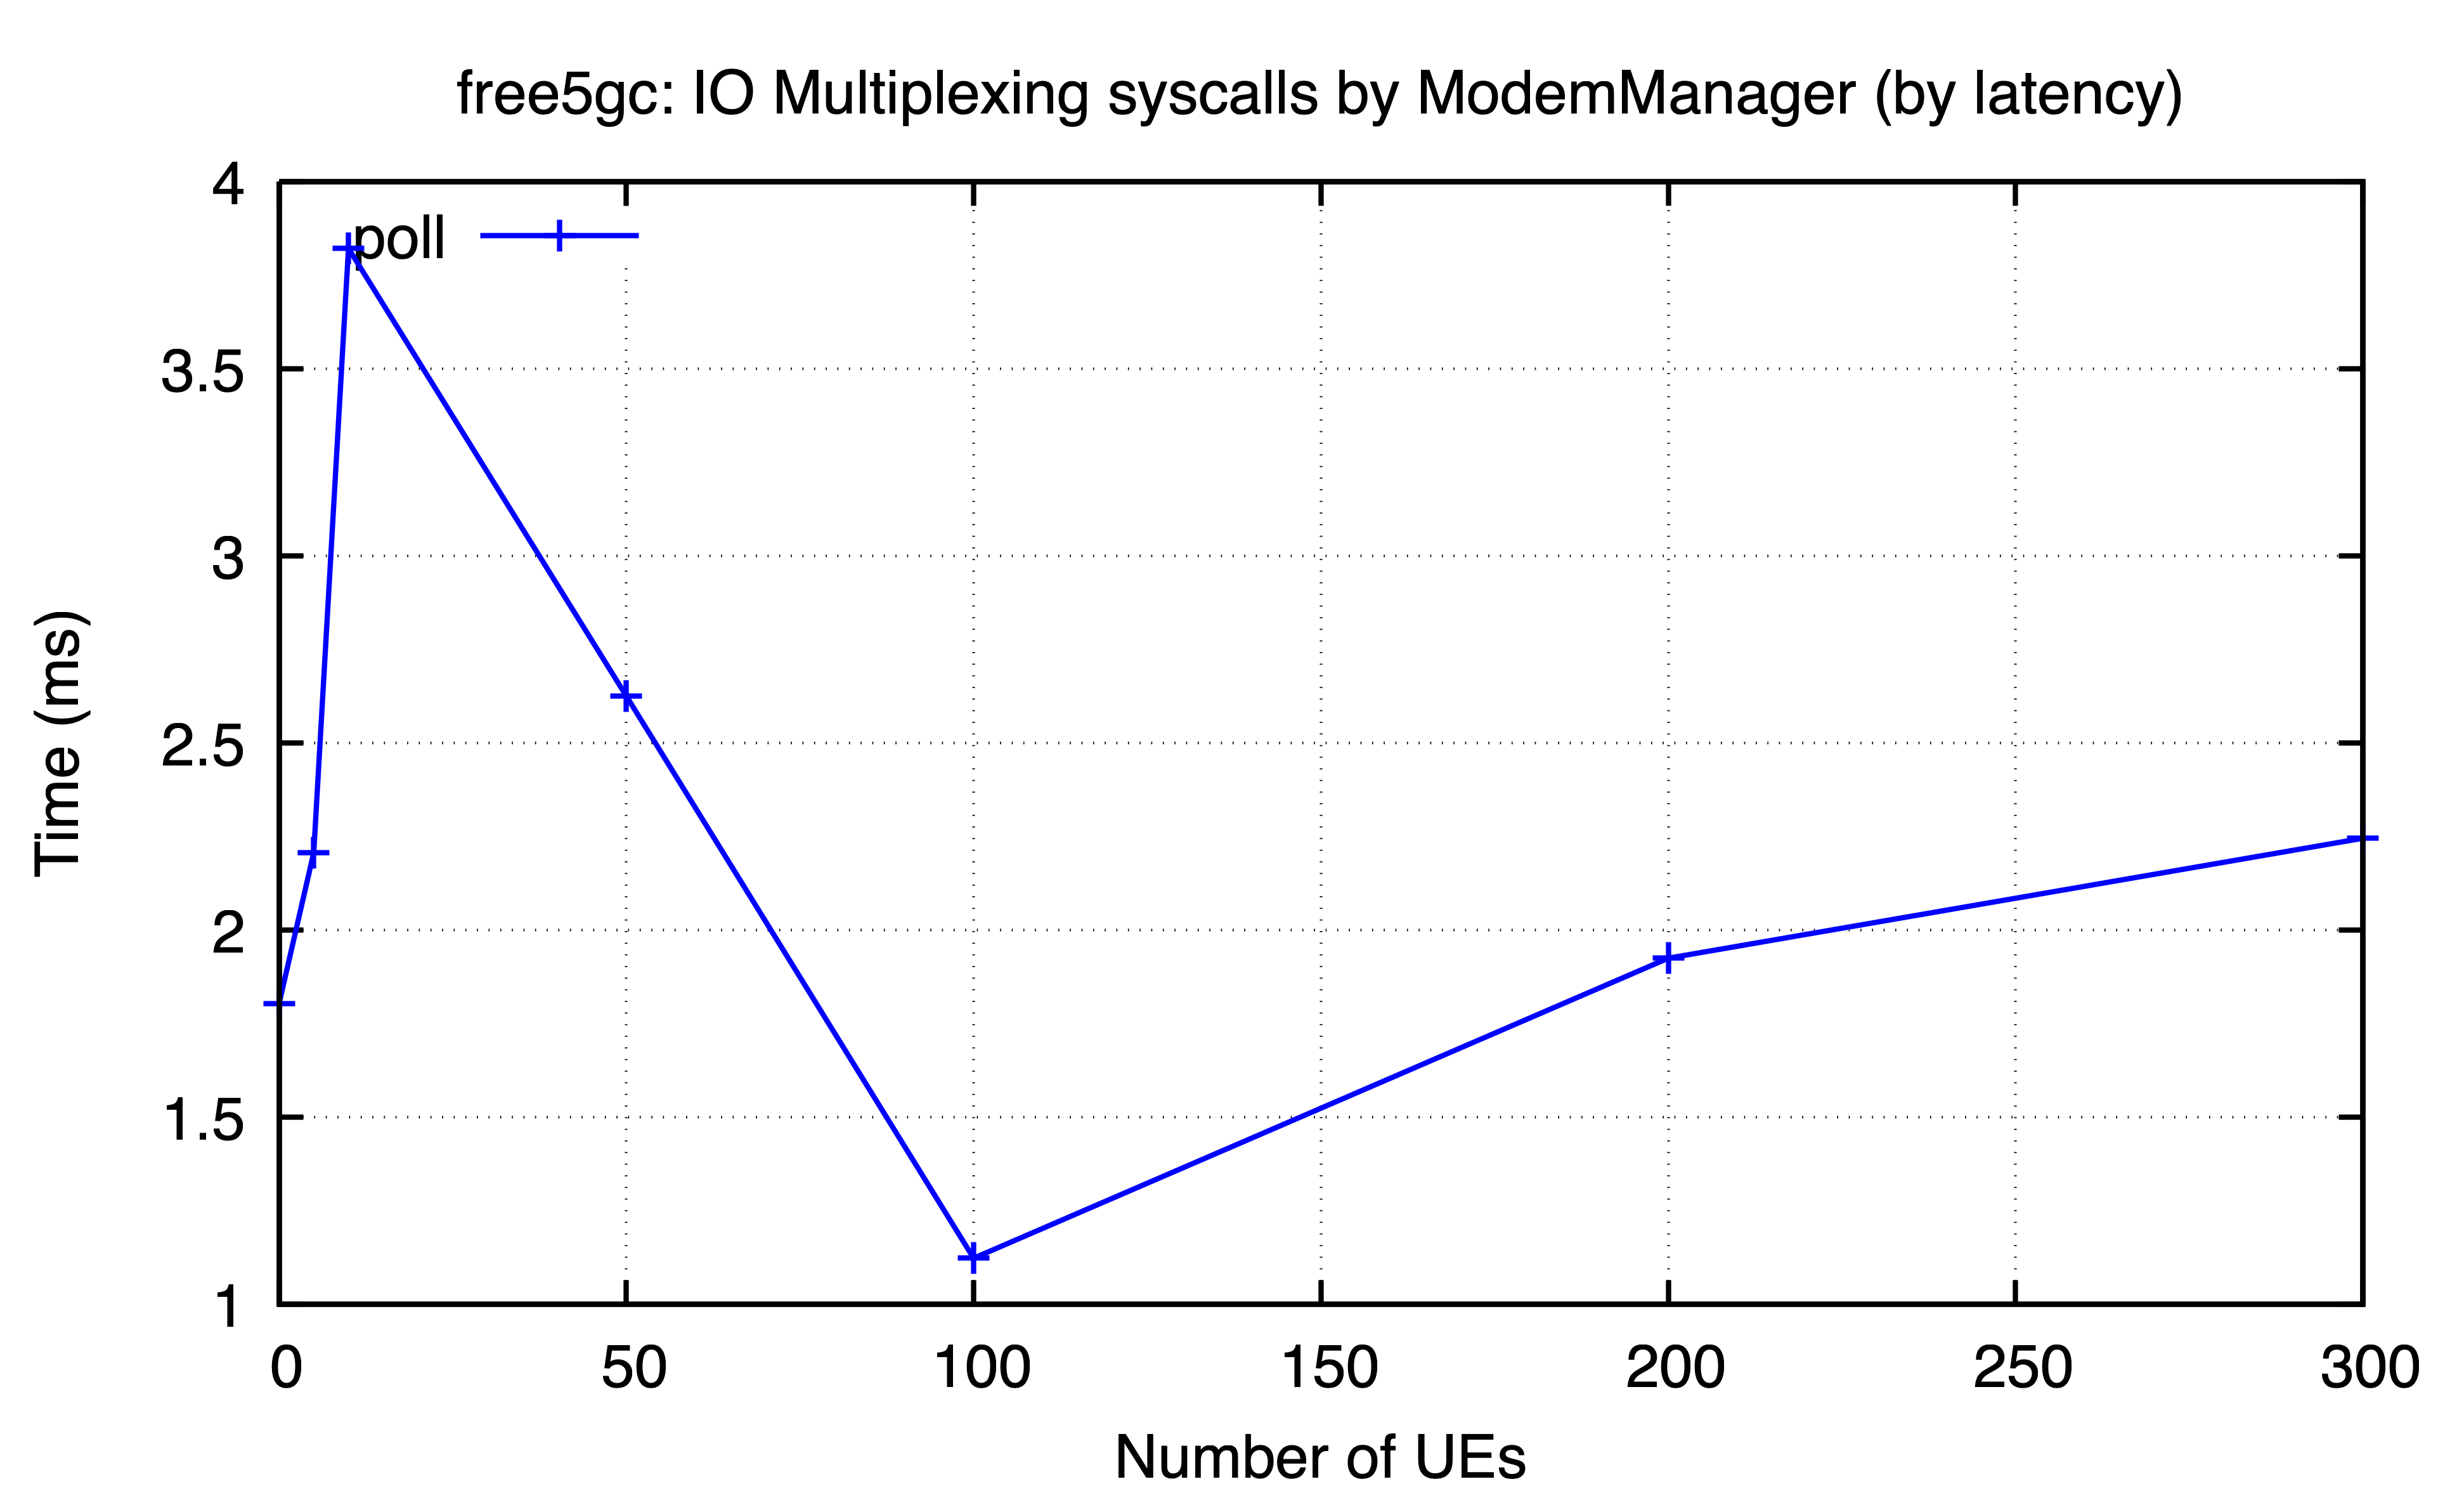 free5gc: IO Multiplexing syscalls by ModemManager (by latency)
poll
4
3.5
3
2.5
2
1.5
1
Time (ms)
0 50 100 150 200 250 300
Number of UEs